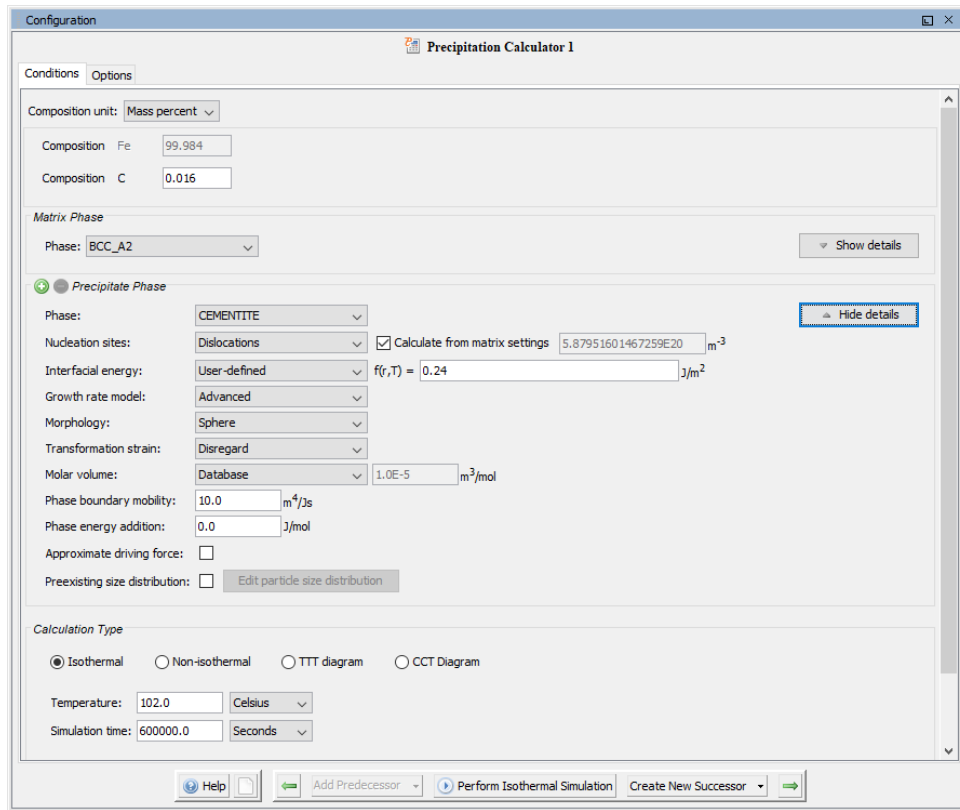 Configuration
Precipitation Calculator 1
Conditions Options
Composition unit: Mass percent
Composition Fe 99.984
Composition C 0.016
Matrix Phase
Phase: BCC_A2 Show details
Precipitate Phase
Phase: CEMENTITE Hide details
Nucleation sites: Dislocations Calculate from matrix settings 5.87951601467259E20 m-3
Interfacial energy: User-defined f(r,T) = 0.24 J/m2
Growth rate model: Advanced
Morphology: Sphere
Transformation strain: Disregard
Molar volume: Database 1.0E-5 m3/mol
Phase boundary mobility: 10.0 m4/Js
Phase energy addition: 0.0 J/mol
Approximate driving force:
Preexisting size distribution: Edit particle size distribution
Calculation Type
Isothermal Non-isothermal TTT diagram CCT Diagram
Temperature: 102.0 Celsius
Simulation time: 600000.0 Seconds
Help Add Predecessor Perform Isothermal Simulation Create New Successor